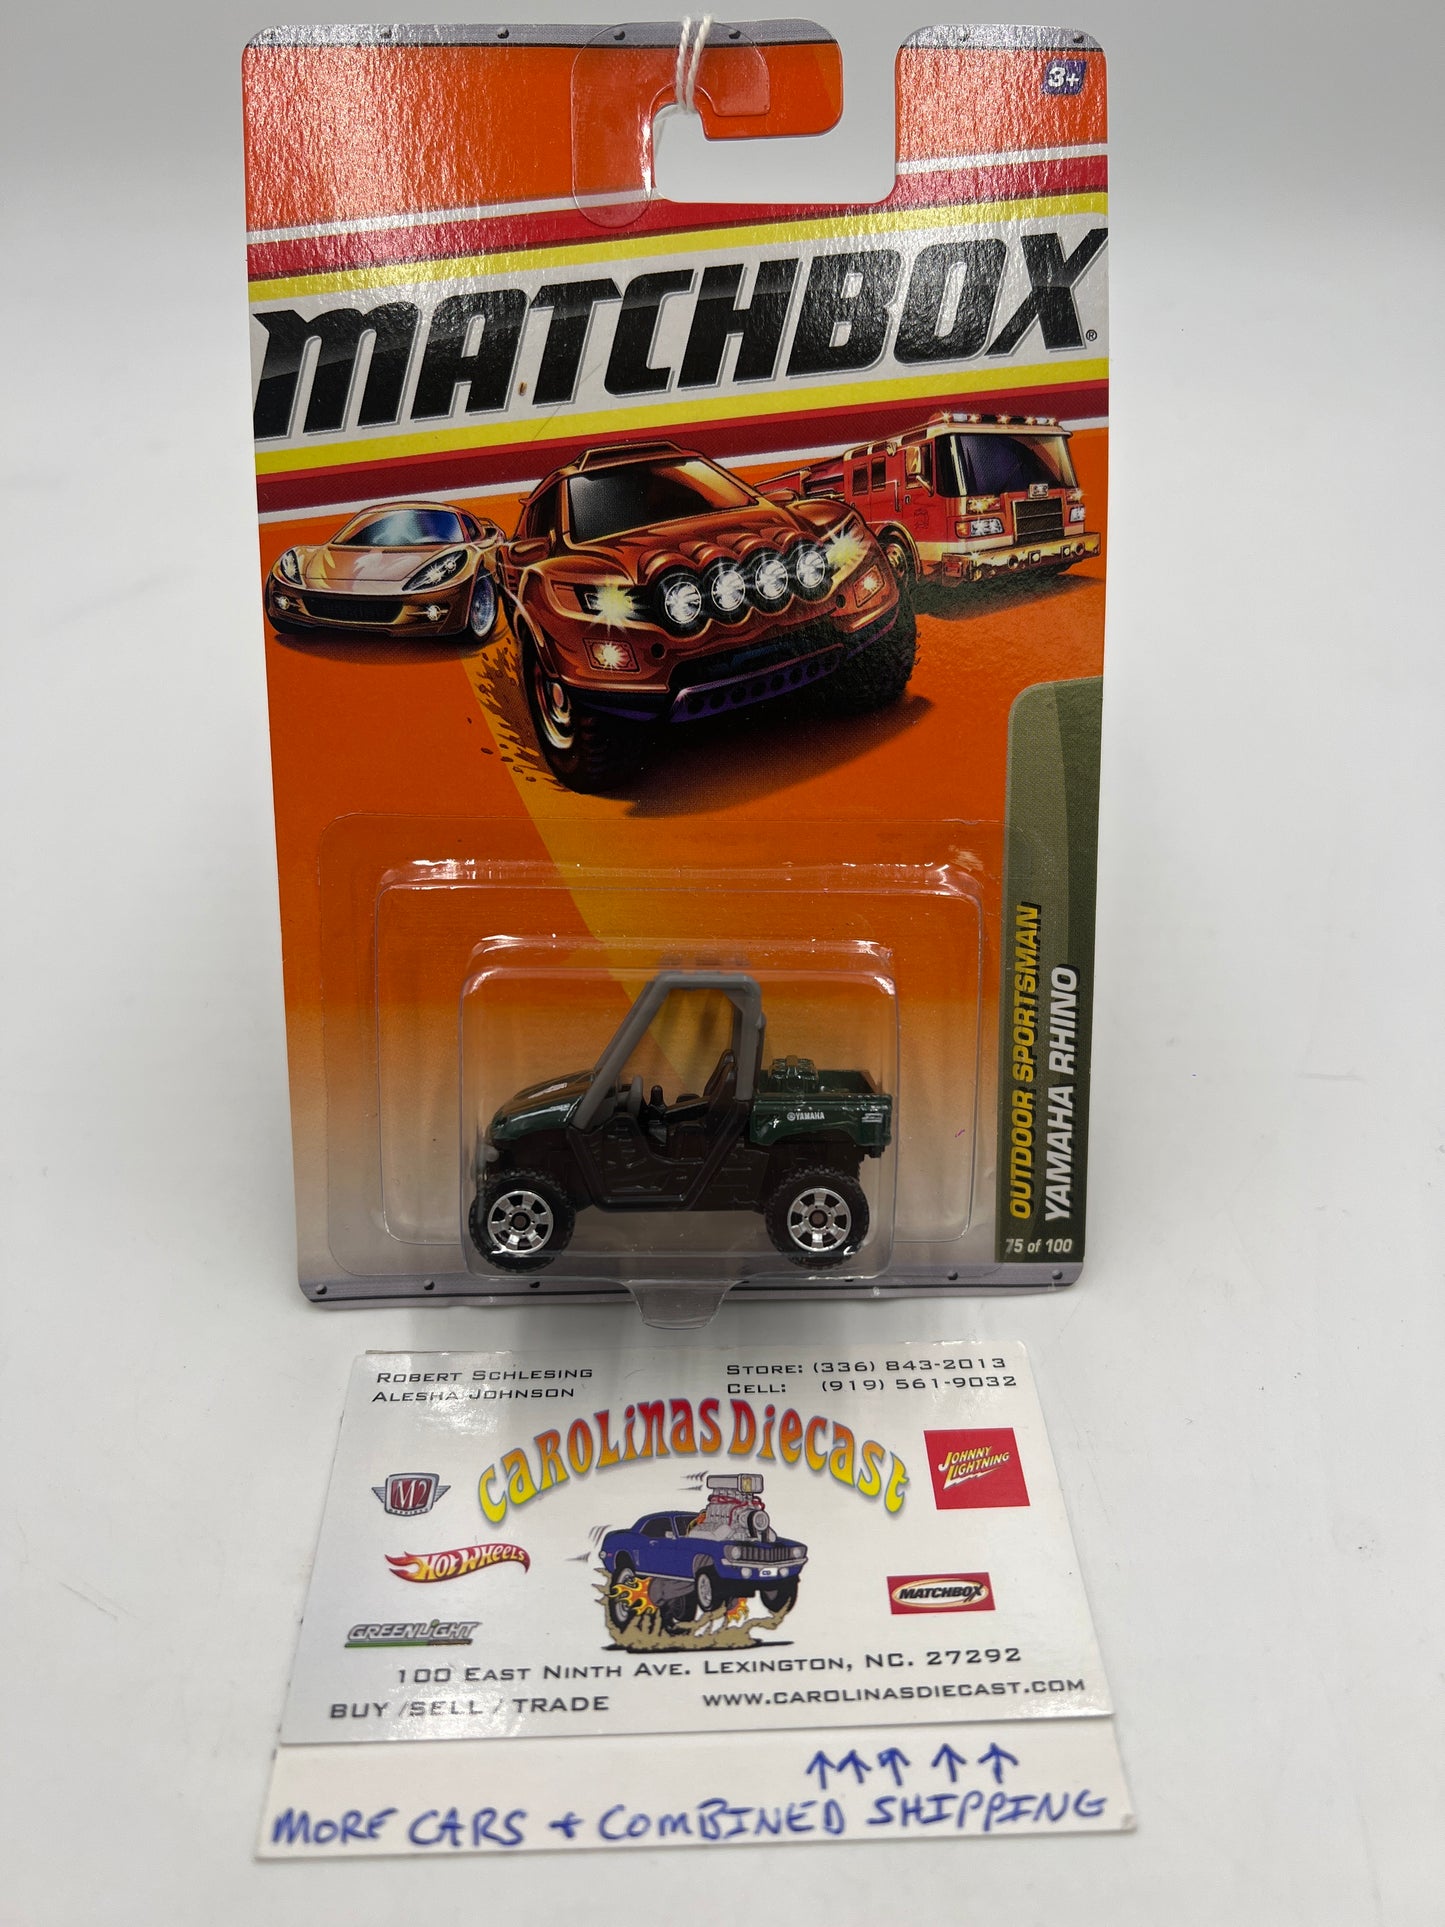 3+
MATCHBOX®
OUTDOOR SPORTSMAN
YAMAHA RHINO
75 of 100
YAMAHA
ROBERT SCHLESING
ALESHA JOHNSON
STORE: (336) 843-2013
CELL: (919) 561-9032
CAROLINAS DIECAST
M2
JOHNNY LIGHTNING
HOT WHEELS
MATCHBOX
GREENLIGHT
100 EAST NINTH AVE. LEXINGTON, NC. 27292
BUY /SELL / TRADE
WWW.CAROLINASDIECAST.COM
↑↑↑ ↑ ↑
MORE CARS + COMBINED SHIPPING